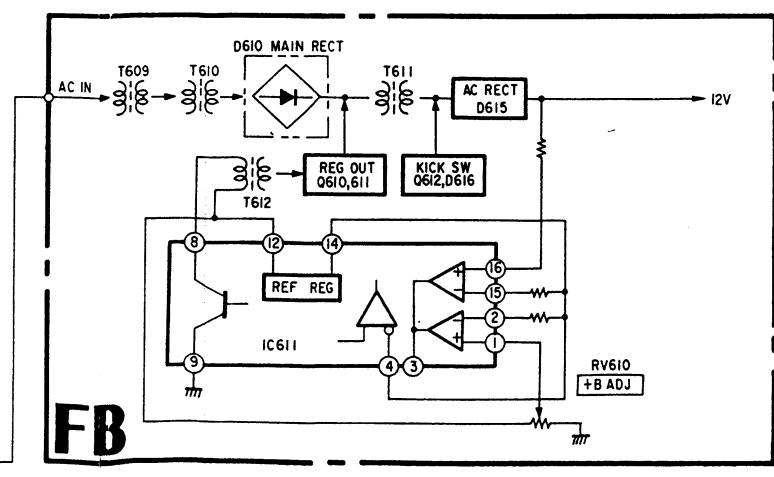 D610 MAIN RECT
AC IN
T609
T610
T611
AC RECT
D615
12V
REG OUT
Q610,611
KICK SW
Q612,D616
T612
8
12
14
16
REF REG
15
2
1
IC611
9
4
3
RV610
+B ADJ
FB